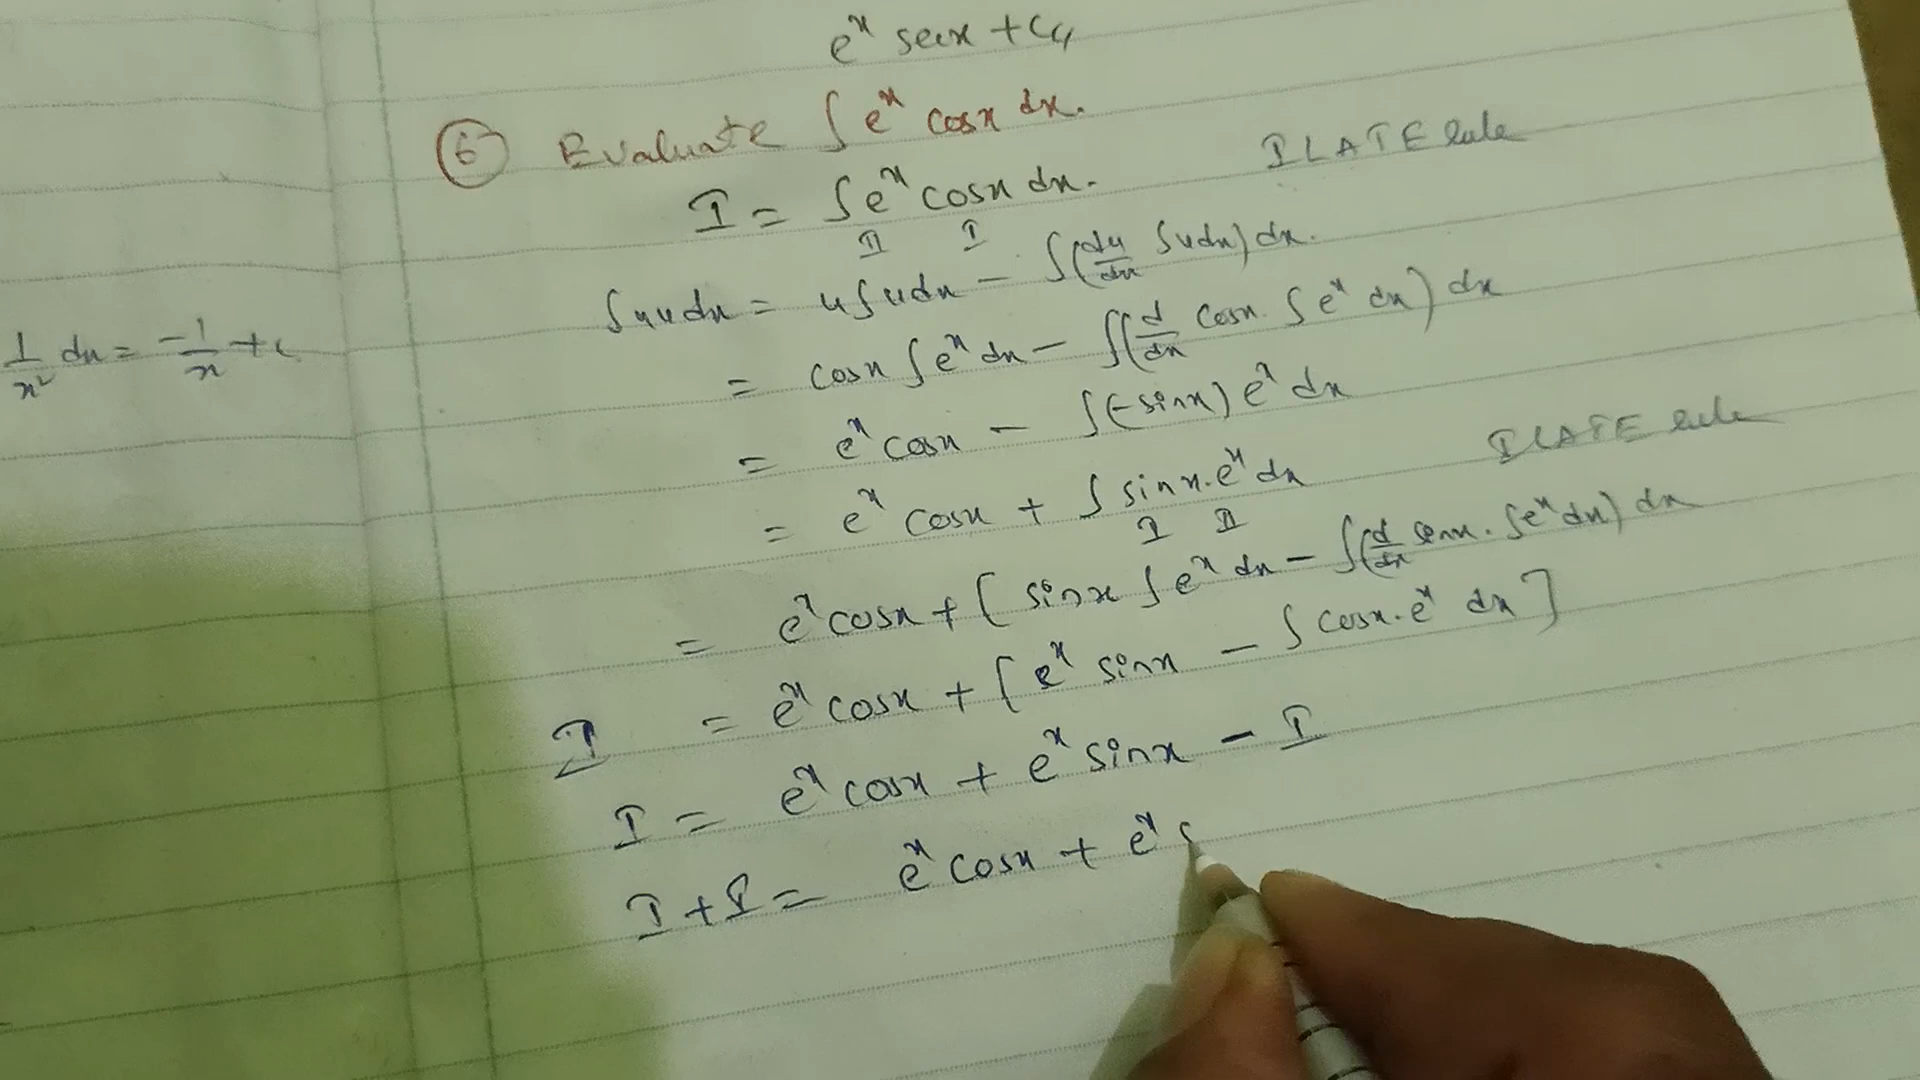 e^x secx + C4
⑥ Evaluate ∫ e^x cosx dx.
I = ∫ e^x cosx dx. ILATE rule
II I
∫ uv dx = u ∫ v dx - ∫ (du/dx ∫ v dx) dx.
1/x² dx = -1/x + c
= cosx ∫ e^x dx - ∫ (d/dx cosx. ∫ e^x dx) dx
= e^x cosx - ∫ (-sinx) e^x dx
= e^x cosx + ∫ sinx. e^x dx ILATE rule
I II
= e^x cosx + [ sinx ∫ e^x dx - ∫ (d/dx sinx. ∫ e^x dx) dx
I = e^x cosx + [ e^x sinx - ∫ cosx. e^x dx ]
I = e^x cosx + e^x sinx - I
I + I = e^x cosx + e^x s